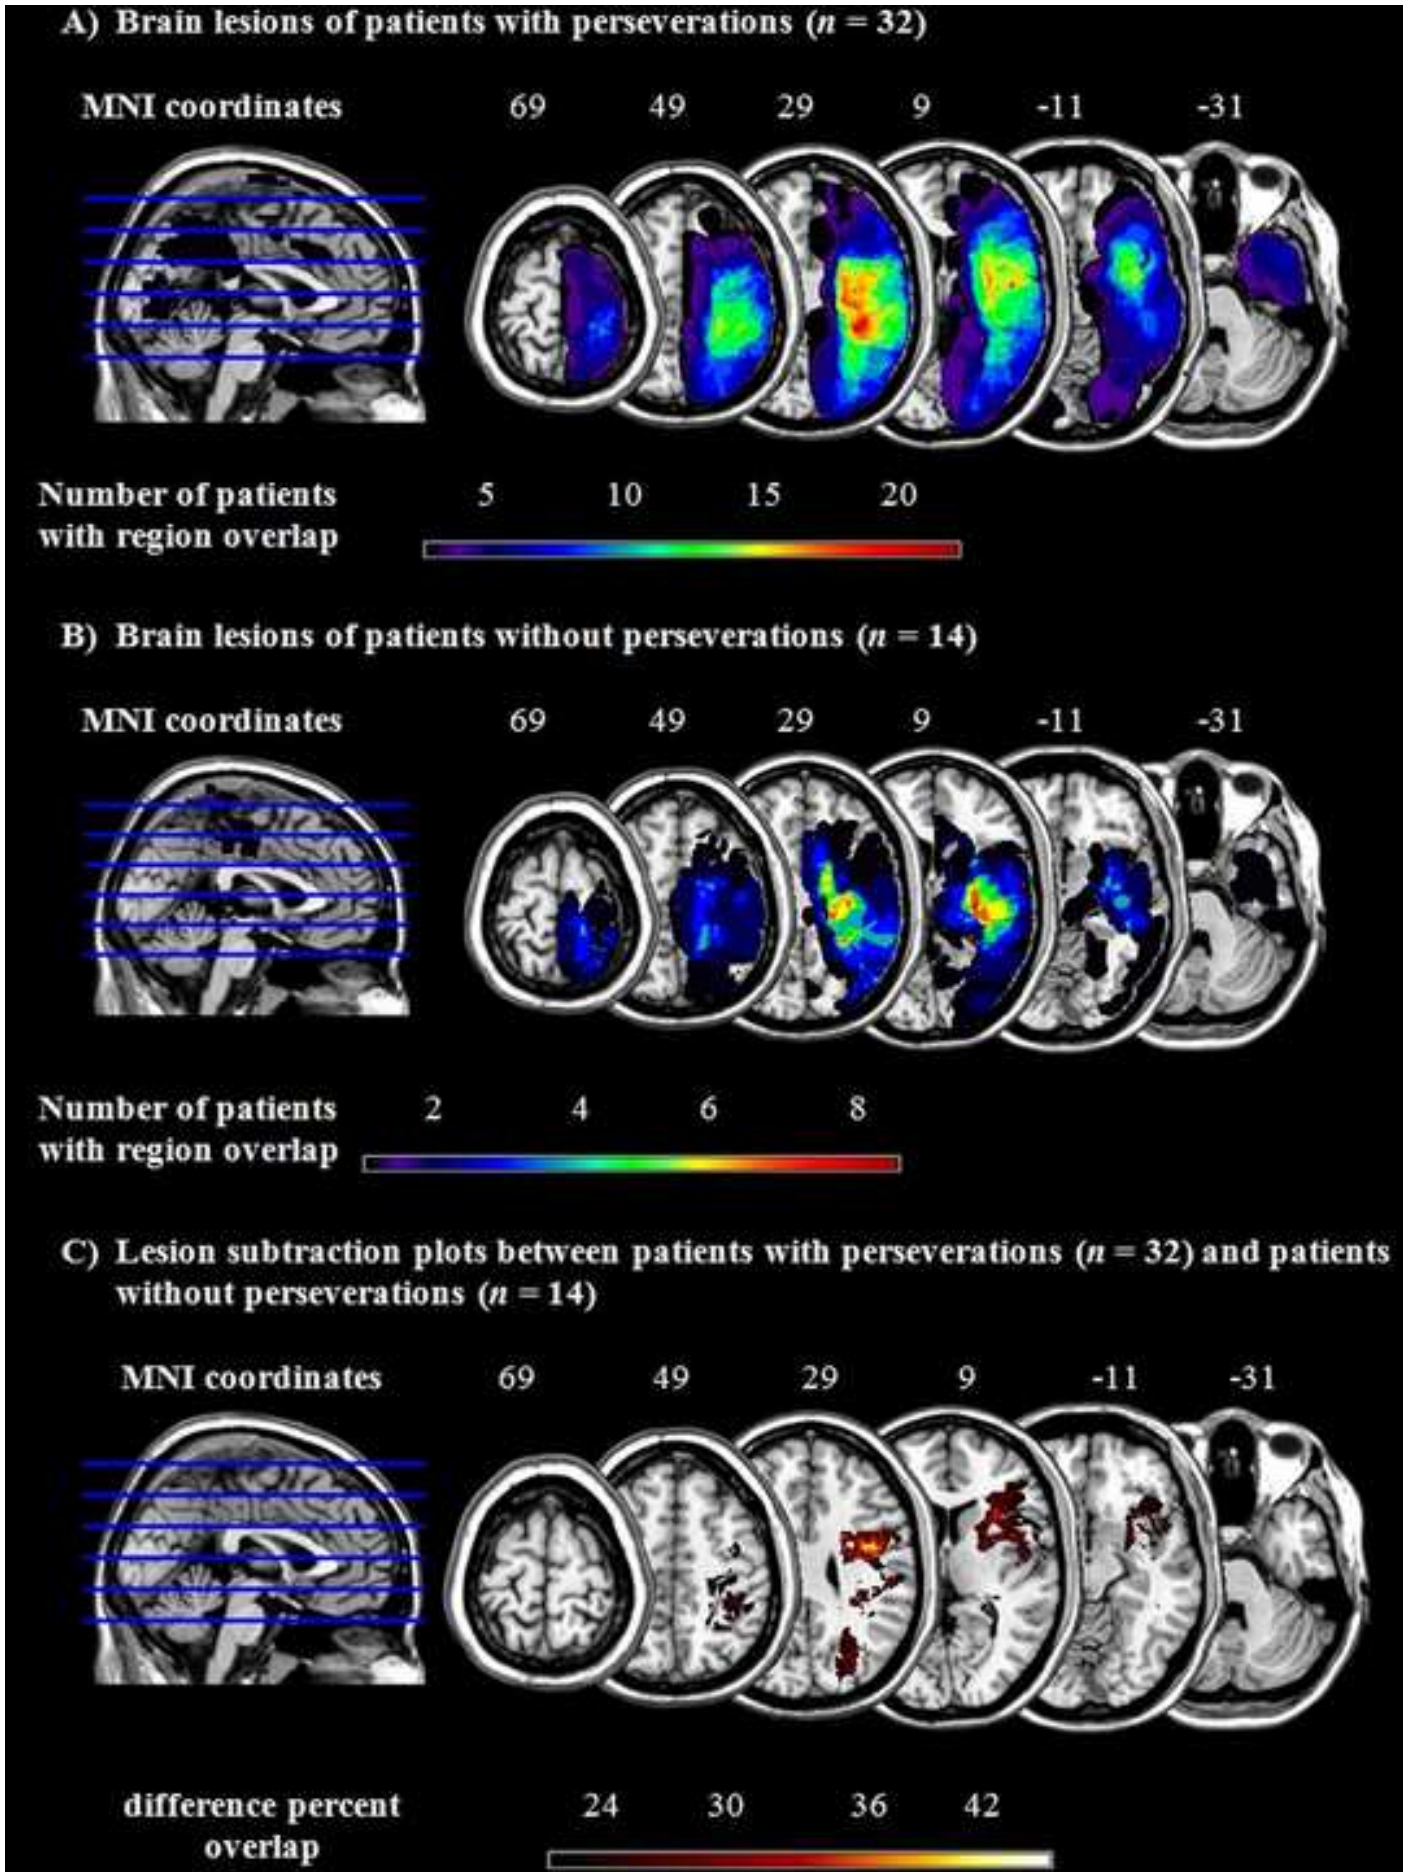 A) Brain lesions of patients with perseverations (n = 32)
MNI coordinates 69 49 29 9 -11 -31
Number of patients 5 10 15 20
with region overlap
B) Brain lesions of patients without perseverations (n = 14)
MNI coordinates 69 49 29 9 -11 -31
Number of patients 2 4 6 8
with region overlap
C) Lesion subtraction plots between patients with perseverations (n = 32) and patients
without perseverations (n = 14)
MNI coordinates 69 49 29 9 -11 -31
difference percent 24 30 36 42
overlap